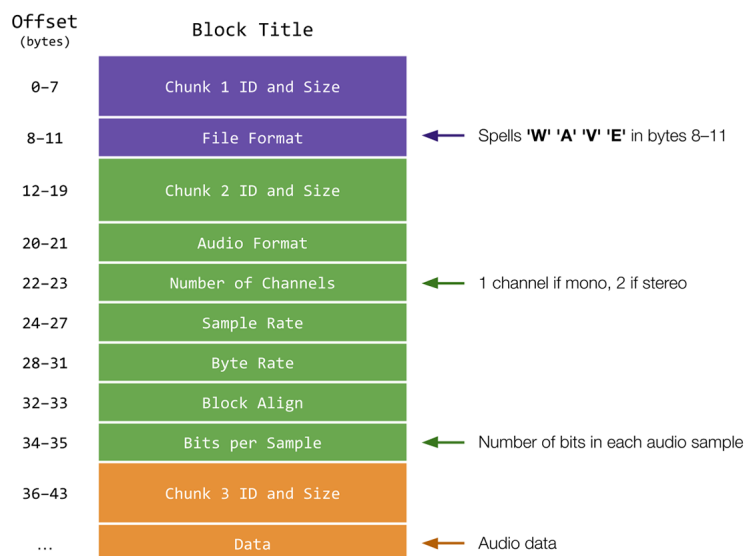 Offset
(bytes)
Block Title
0–7
Chunk 1 ID and Size
8–11
File Format
Spells 'W' 'A' 'V' 'E' in bytes 8–11
12–19
Chunk 2 ID and Size
20–21
Audio Format
22–23
Number of Channels
1 channel if mono, 2 if stereo
24–27
Sample Rate
28–31
Byte Rate
32–33
Block Align
34–35
Bits per Sample
Number of bits in each audio sample
36–43
Chunk 3 ID and Size
...
Data
Audio data